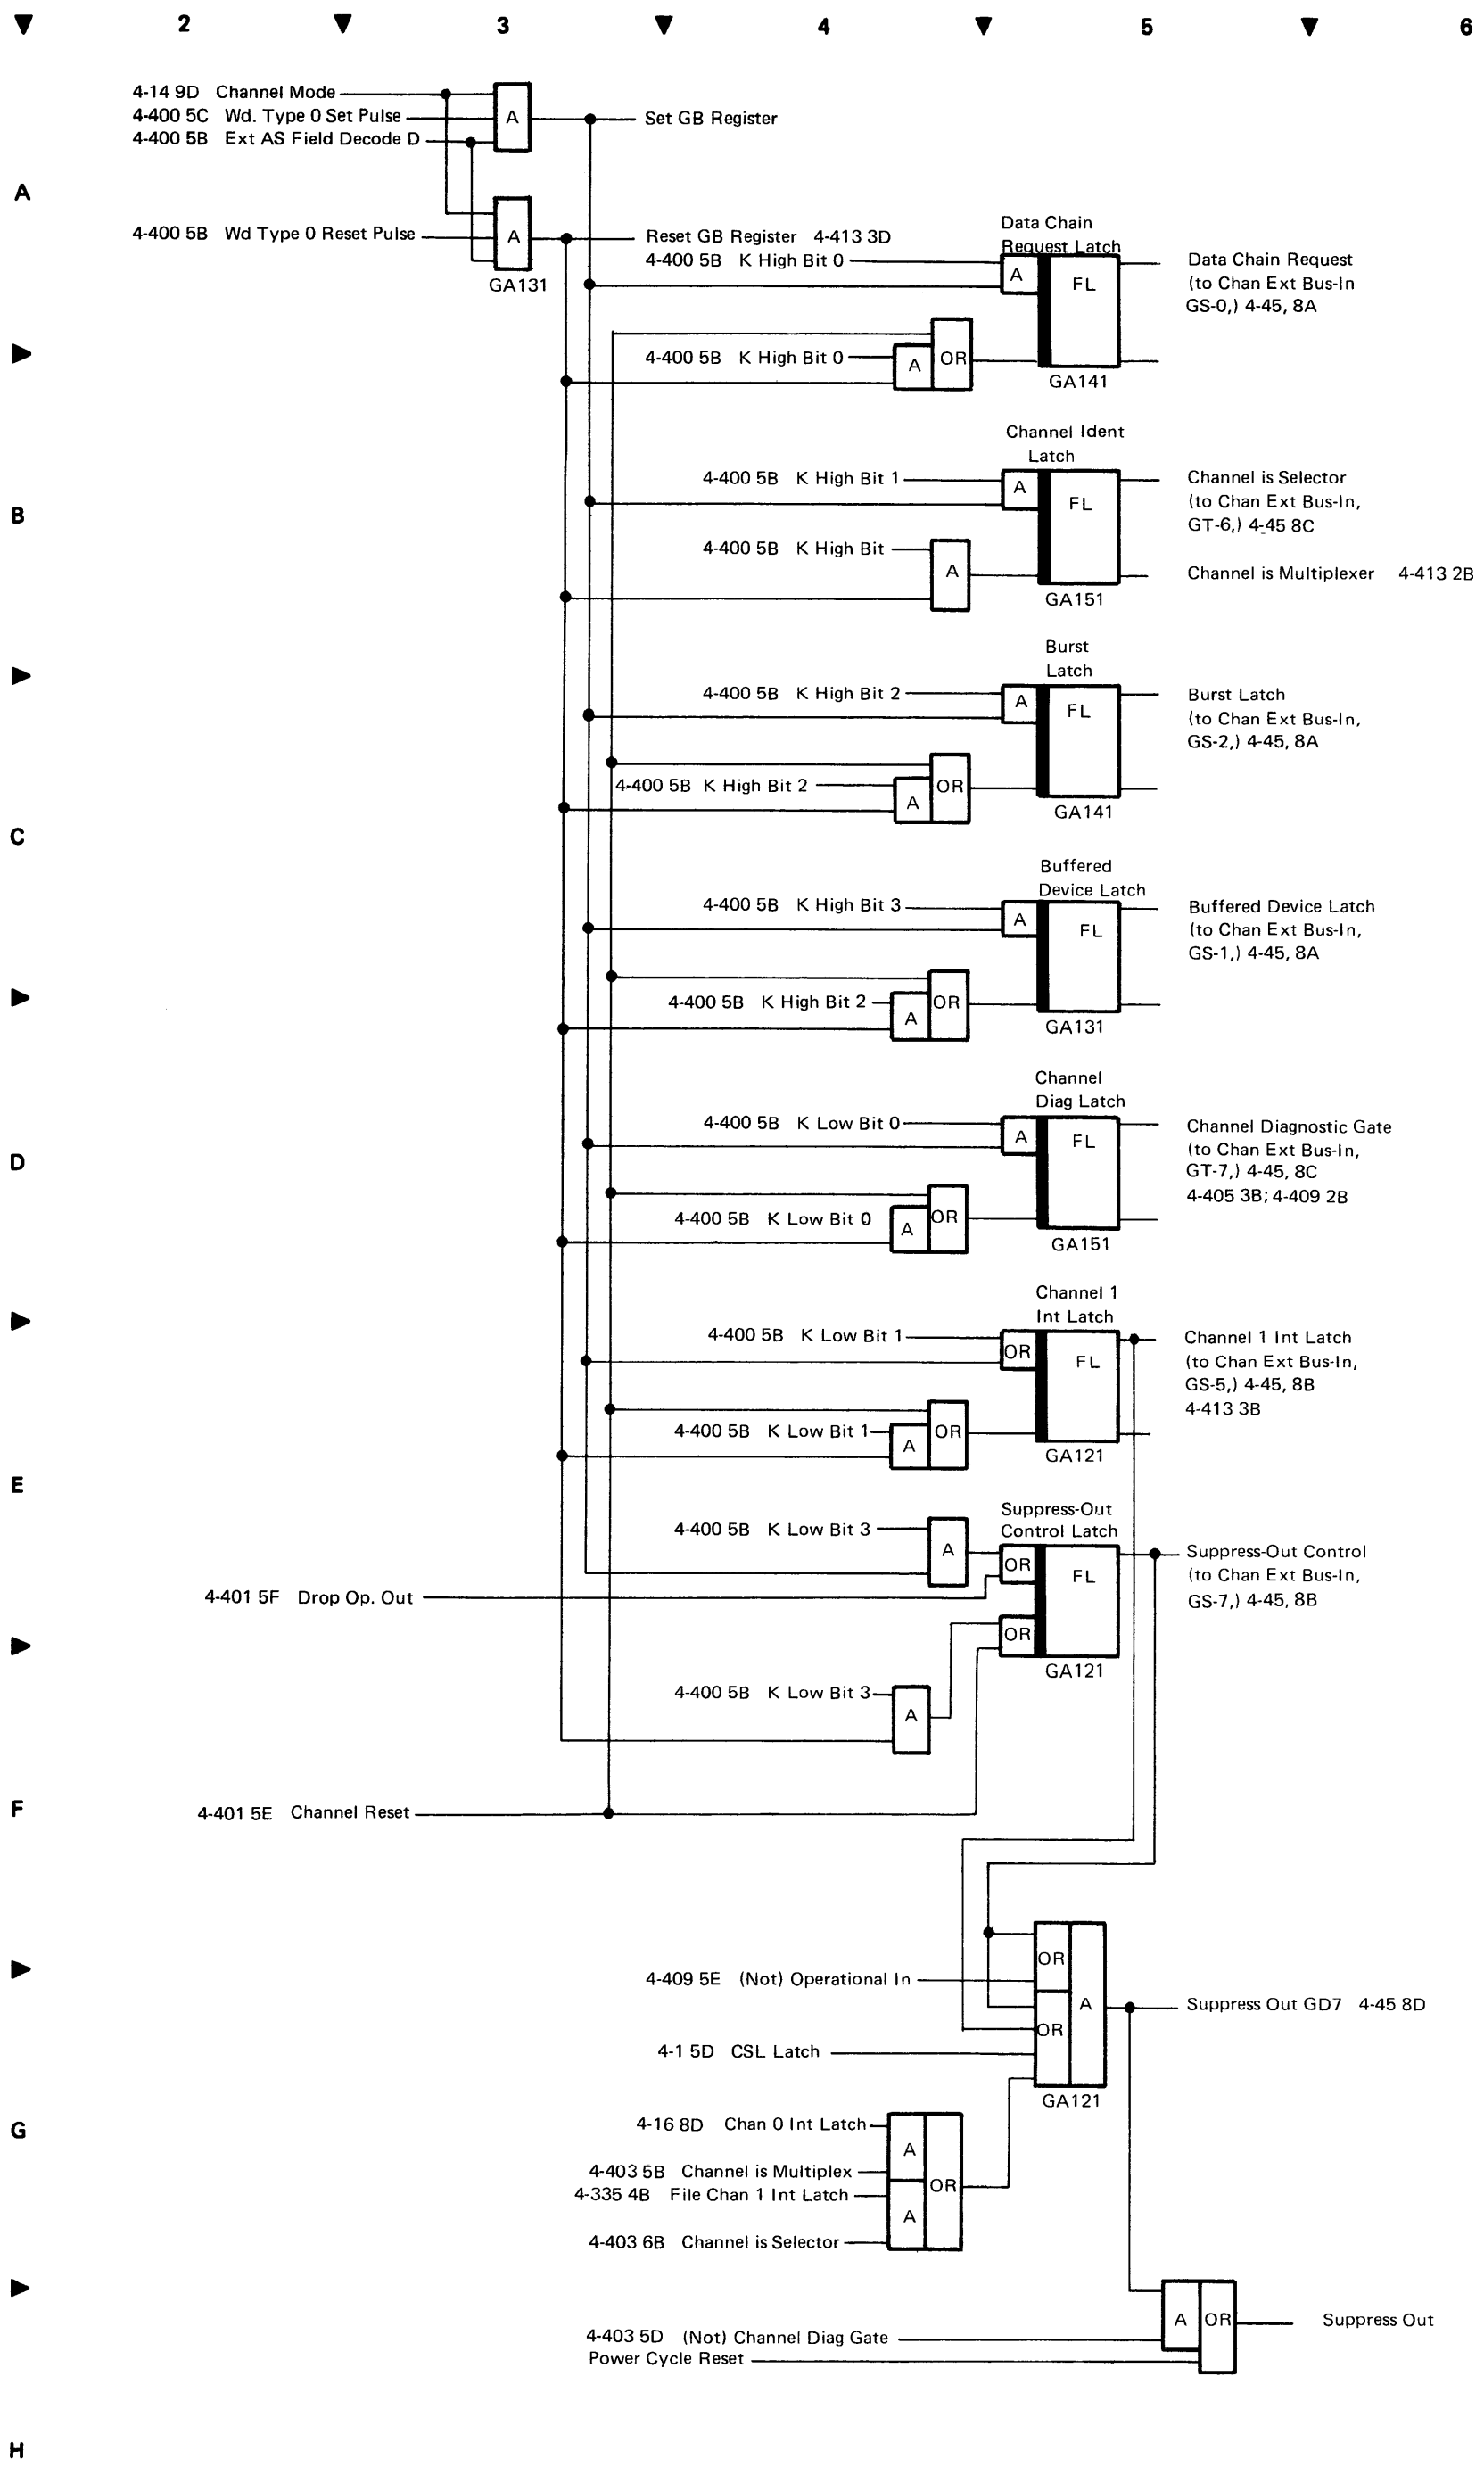 2 3 4 5 6
4-14 9D Channel Mode
4-400 5C Wd. Type 0 Set Pulse
A
Set GB Register
4-400 5B Ext AS Field Decode D
A
4-400 5B Wd Type 0 Reset Pulse
A
Reset GB Register 4-413 3D
GA131
Data Chain
Request Latch
4-400 5B K High Bit 0
A
FL
Data Chain Request
(to Chan Ext Bus-In
GS-0,) 4-45, 8A
4-400 5B K High Bit 0
A
OR
GA141
Channel Ident
Latch
B
4-400 5B K High Bit 1
A
FL
Channel is Selector
(to Chan Ext Bus-In,
GT-6,) 4-45 8C
4-400 5B K High Bit
A
Channel is Multiplexer 4-413 2B
GA151
Burst
Latch
4-400 5B K High Bit 2
A
FL
Burst Latch
(to Chan Ext Bus-In,
GS-2,) 4-45, 8A
4-400 5B K High Bit 2
A
OR
GA141
C
Buffered
Device Latch
4-400 5B K High Bit 3
A
FL
Buffered Device Latch
(to Chan Ext Bus-In,
GS-1,) 4-45, 8A
4-400 5B K High Bit 2
A
OR
GA131
Channel
Diag Latch
D
4-400 5B K Low Bit 0
A
FL
Channel Diagnostic Gate
(to Chan Ext Bus-In,
GT-7,) 4-45, 8C
4-405 3B; 4-409 2B
4-400 5B K Low Bit 0
A
OR
GA151
Channel 1
Int Latch
4-400 5B K Low Bit 1
OR
FL
Channel 1 Int Latch
(to Chan Ext Bus-In,
GS-5,) 4-45, 8B
4-413 3B
4-400 5B K Low Bit 1
A
OR
GA121
E
Suppress-Out
Control Latch
4-400 5B K Low Bit 3
A
OR
FL
Suppress-Out Control
(to Chan Ext Bus-In,
GS-7,) 4-45, 8B
4-401 5F Drop Op. Out
OR
GA121
4-400 5B K Low Bit 3
A
F
4-401 5E Channel Reset
OR
4-409 5E (Not) Operational In
A
Suppress Out GD7 4-45 8D
OR
4-1 5D CSL Latch
GA121
G
4-16 8D Chan 0 Int Latch
A
4-403 5B Channel is Multiplex
OR
4-335 4B File Chan 1 Int Latch
A
4-403 6B Channel is Selector
A
OR
Suppress Out
4-403 5D (Not) Channel Diag Gate
Power Cycle Reset
H